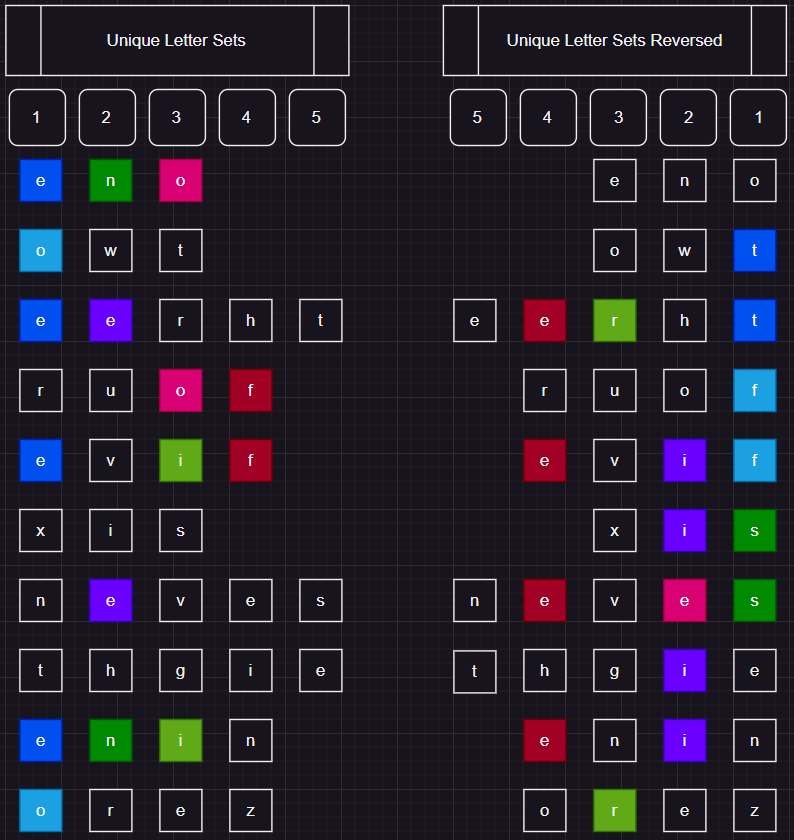 Unique Letter Sets Unique Letter Sets Reversed
1 2 3 4 5 5 4 3 2 1
e n o e n o
o w t o w t
e e r h t e e r h t
r u o f r u o f
e v i f e v i f
x i s x i s
n e v e s n e v e s
t h g i e t h g i e
e n i n e n i n
o r e z o r e z